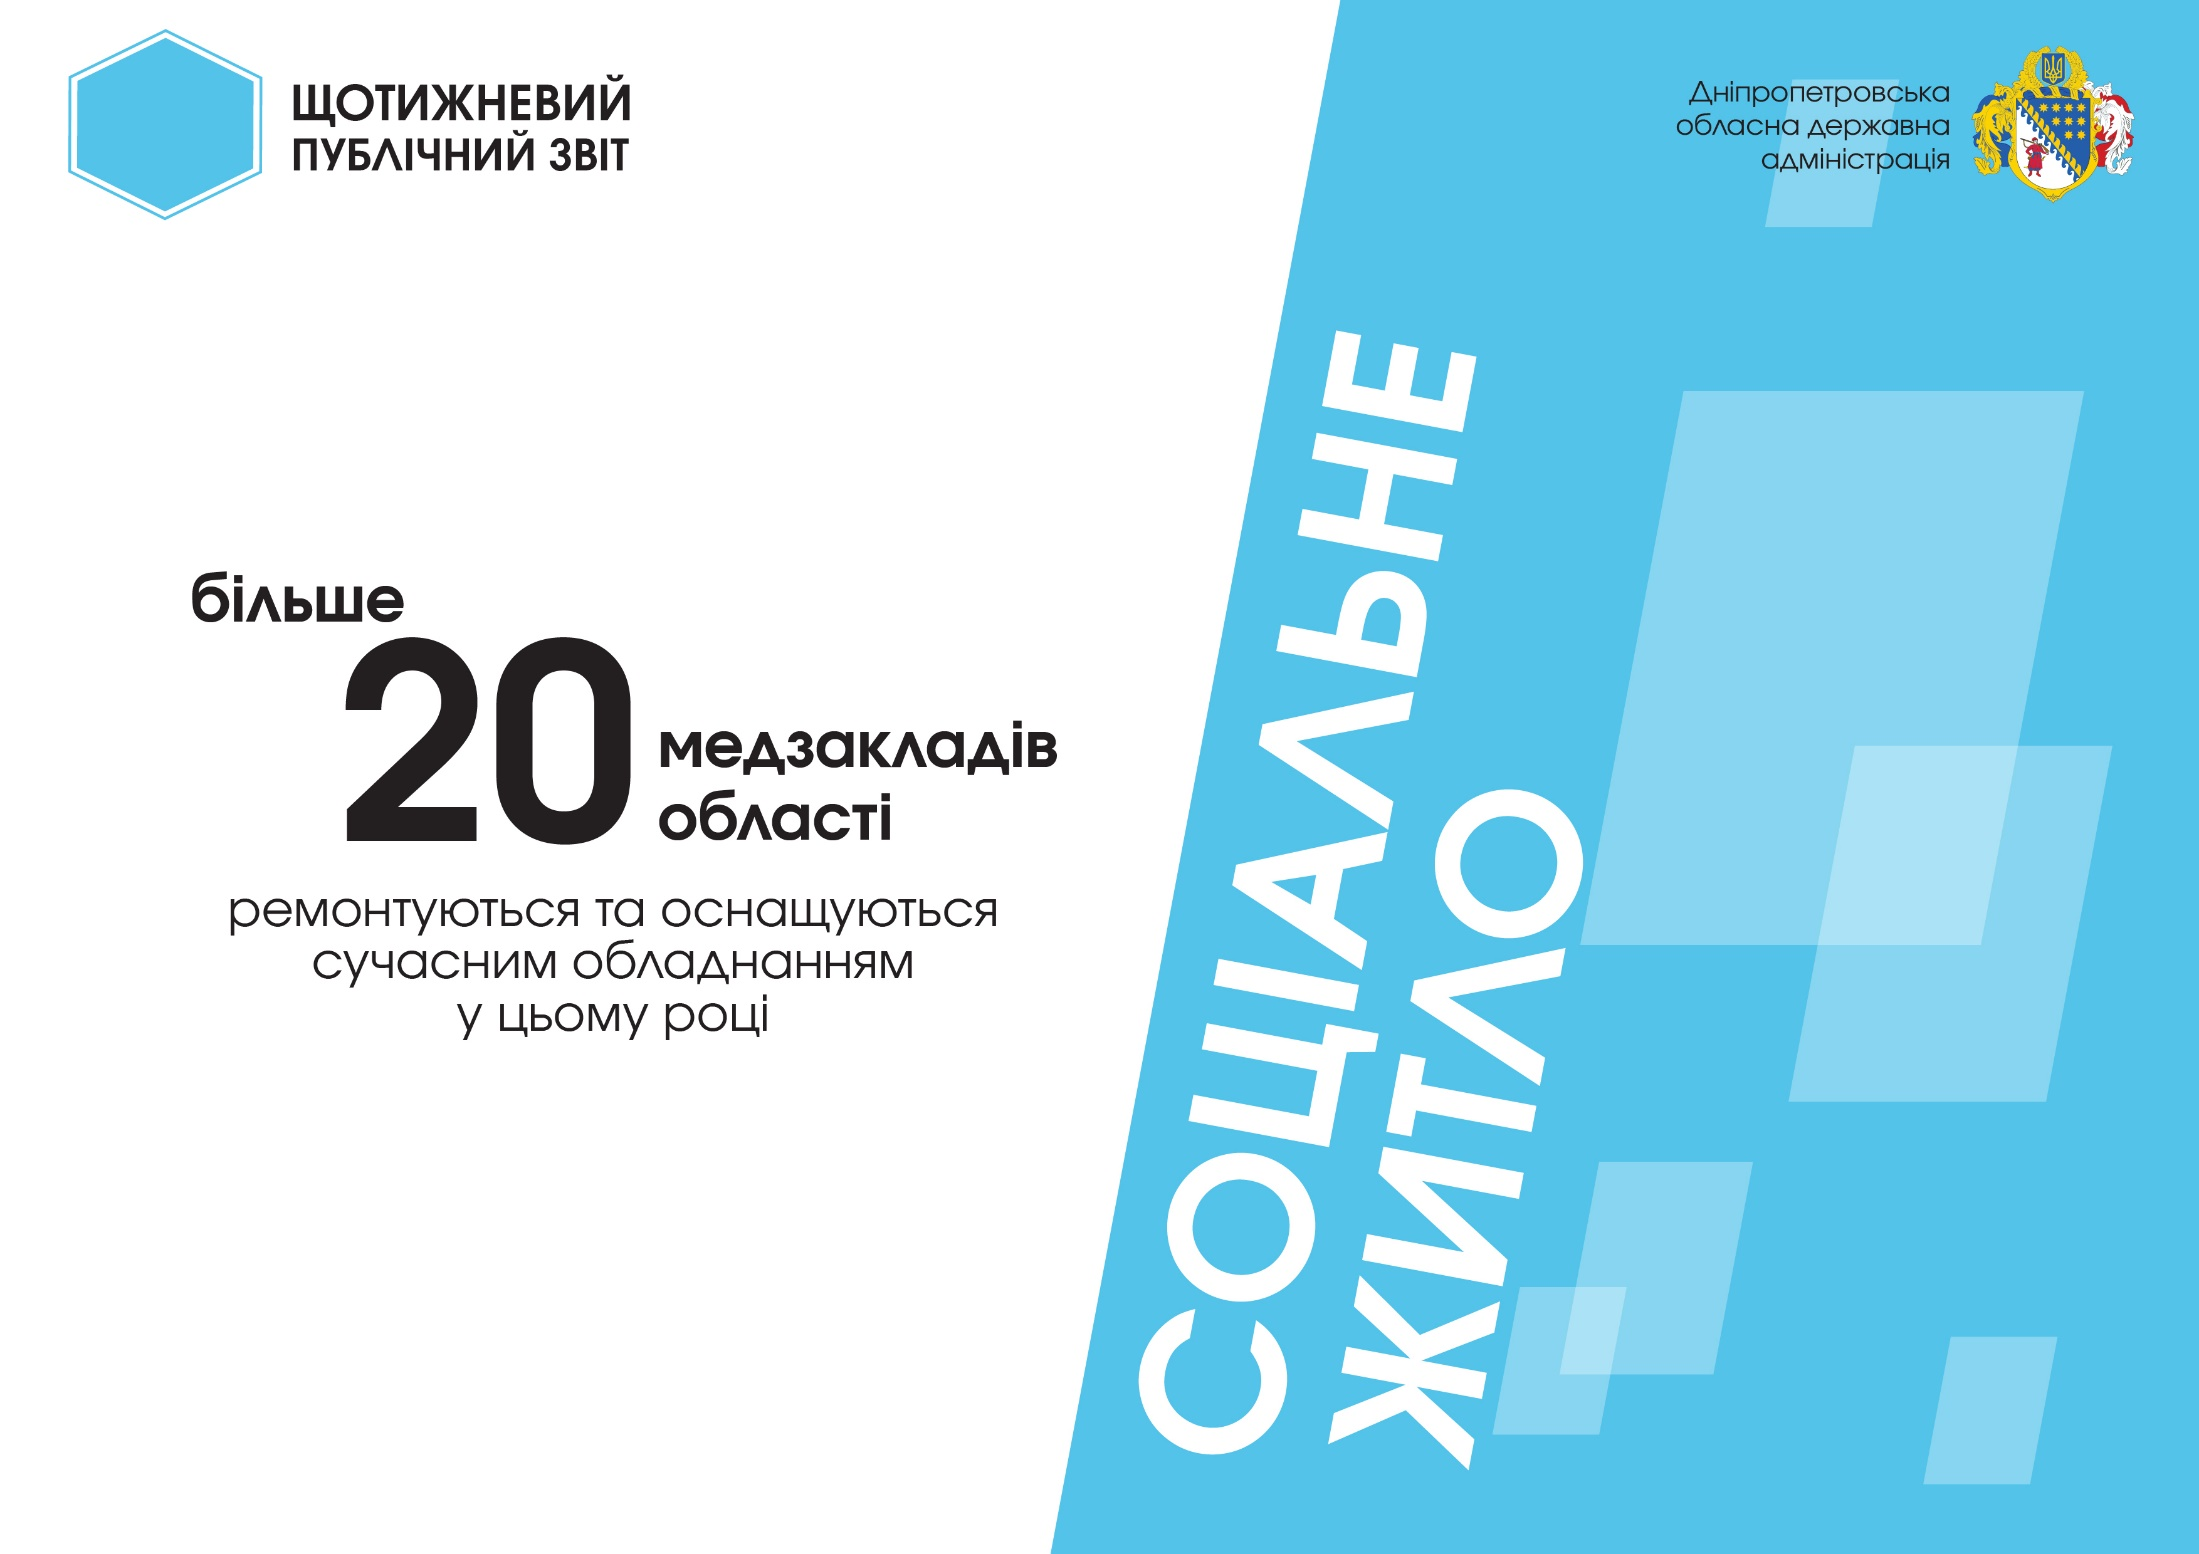 ЩОТИЖНЕВИЙ
ПУБЛІЧНИЙ ЗВІТ
Дніпропетровська
обласна державна
адміністрація
більше
20
медзакладів
області
ремонтуються та оснащуються
сучасним обладнанням
у цьому році
СОЦІАЛЬНЕ
ЖИТЛО